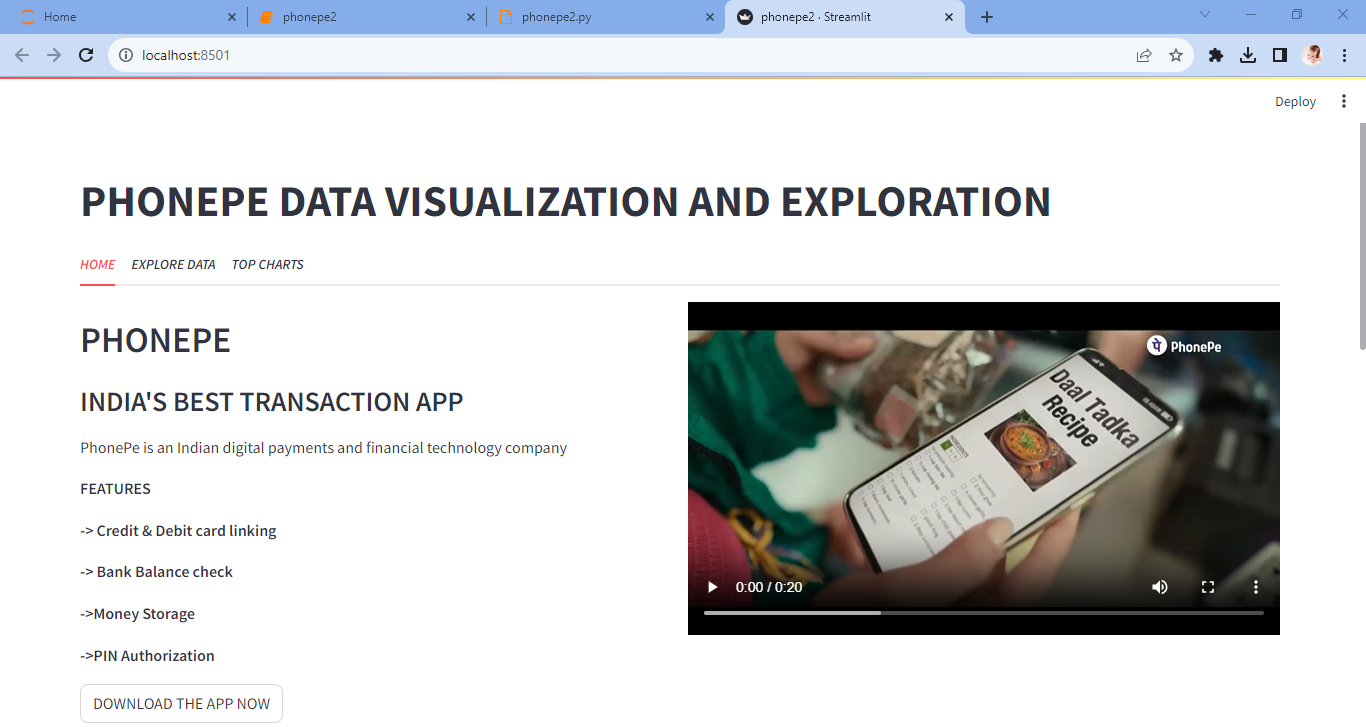 Home
phonepe2
phonepe2.py
phonepe2 · Streamlit
localhost:8501
Deploy
PHONEPE DATA VISUALIZATION AND EXPLORATION
HOME EXPLORE DATA TOP CHARTS
PHONEPE
INDIA'S BEST TRANSACTION APP
PhonePe is an Indian digital payments and financial technology company
FEATURES
-> Credit & Debit card linking
-> Bank Balance check
->Money Storage
->PIN Authorization
DOWNLOAD THE APP NOW
पे PhonePe
Daal Tadka
Recipe
INGREDIENTS
0:00 / 0:20